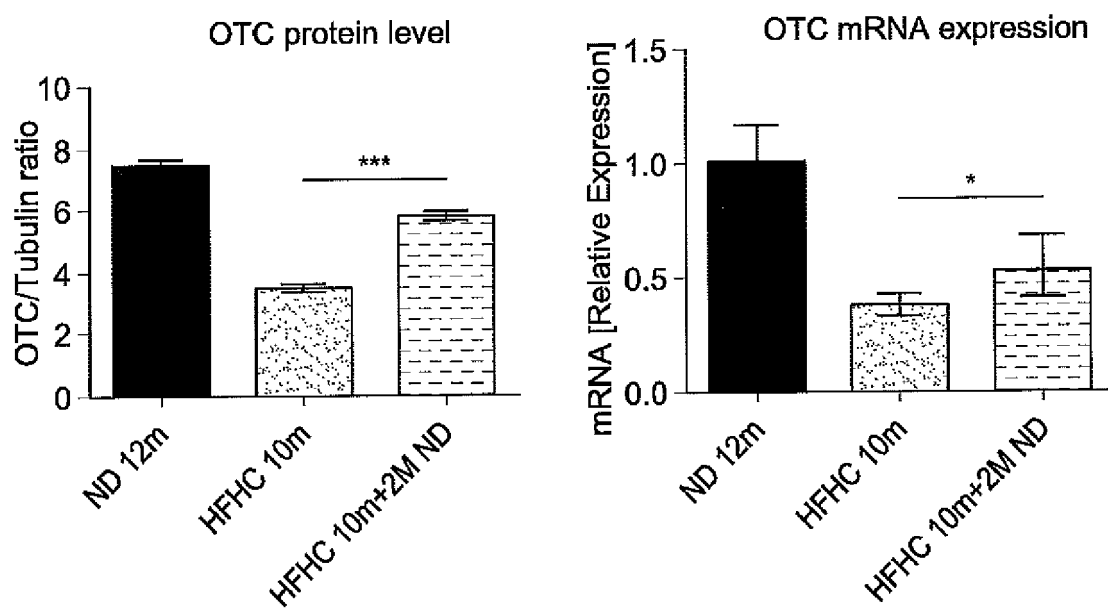 OTC protein level
OTC/Tubulin ratio
10
8
6
4
2
0
***
ND 12m
HFHC 10m
HFHC 10m+2M ND
OTC mRNA expression
mRNA [Relative Expression]
1.5
1.0
0.5
0.0
*
ND 12m
HFHC 10m
HFHC 10m+2M ND